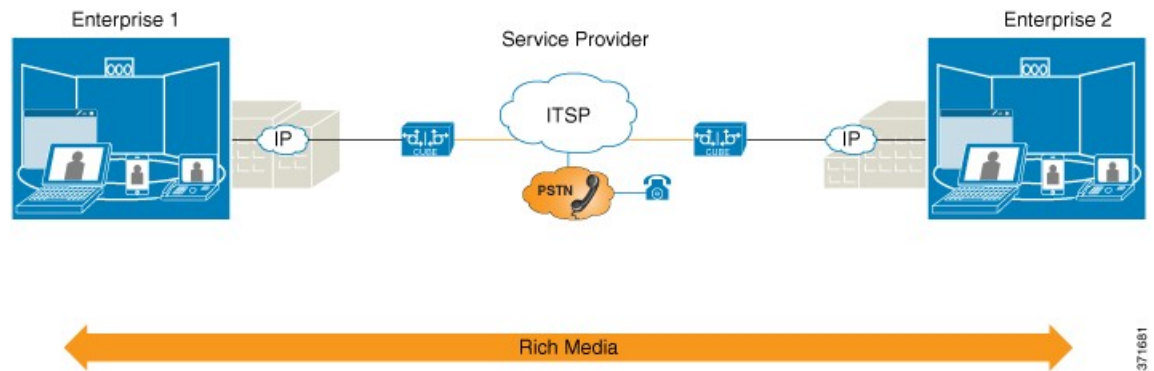 Enterprise 1
Enterprise 2
Service Provider
ITSP
IP
CUBE
CUBE
IP
PSTN
Rich Media
371681